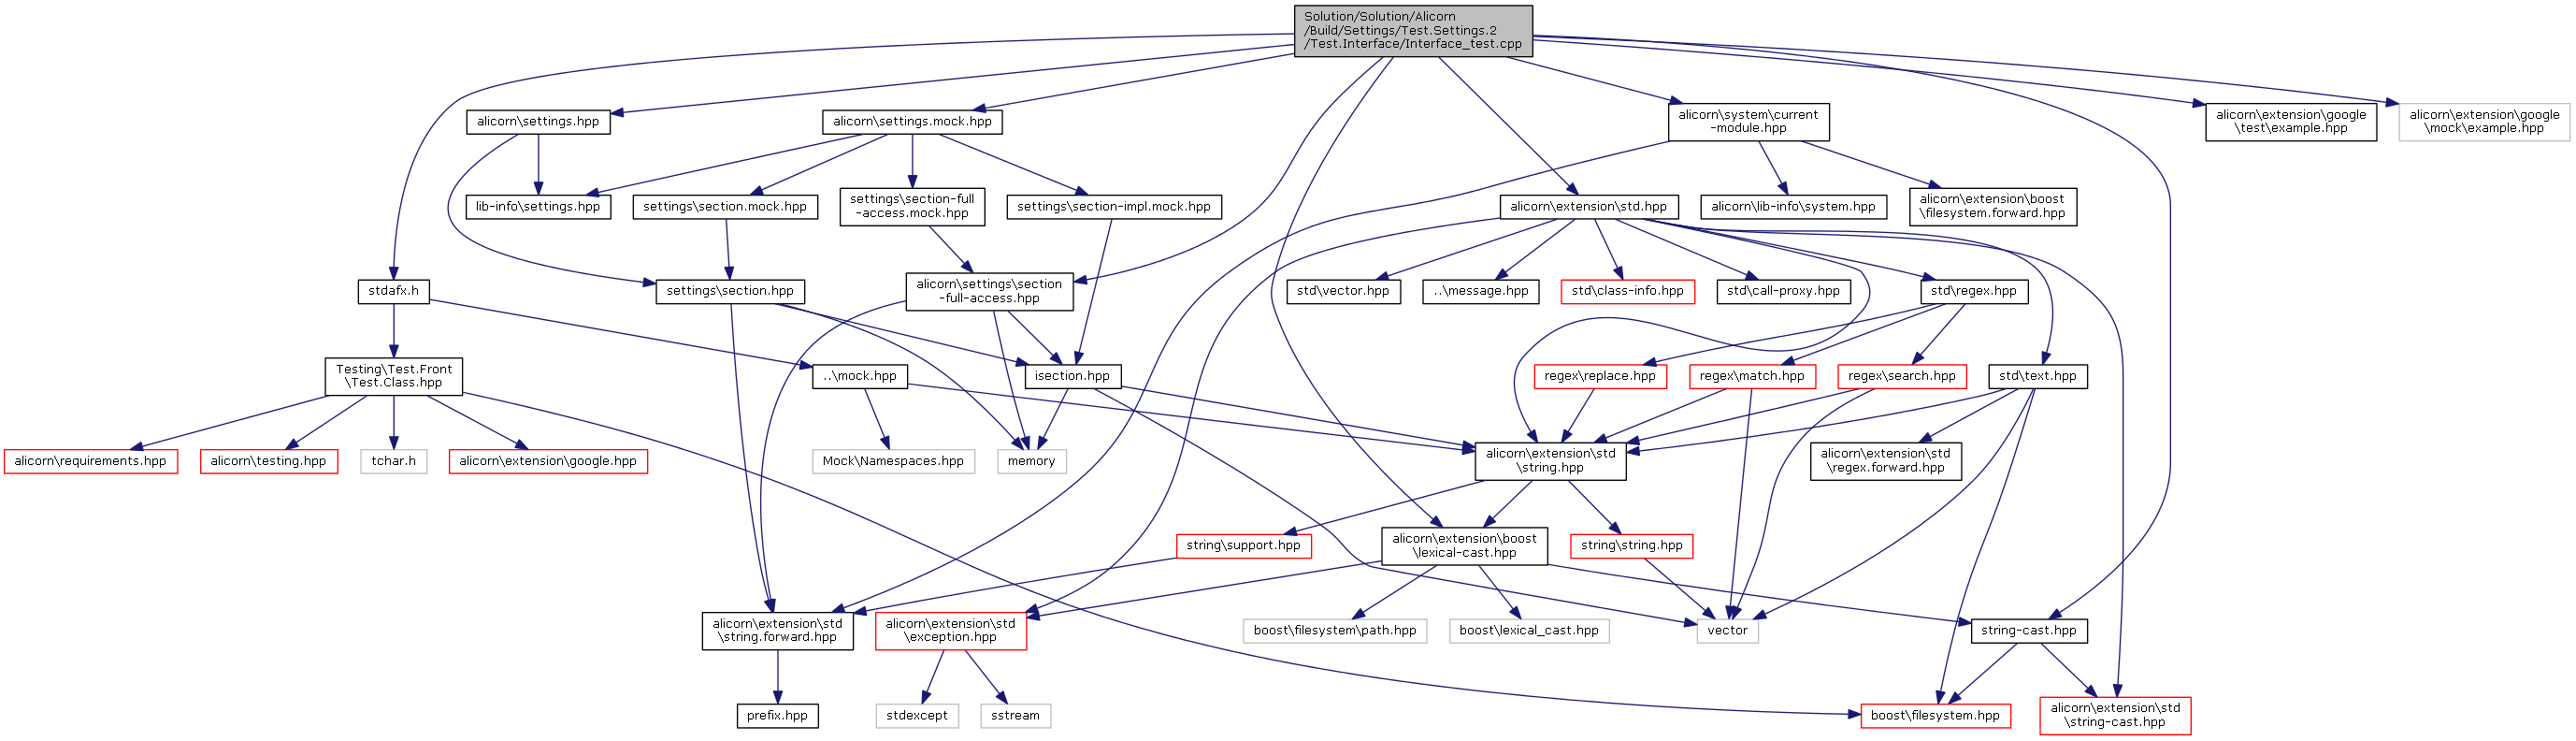 Solution/Solution/Alicorn
/Build/Settings/Test.Settings.2
/Test.Interface/Interface_test.cpp
alicorn\settings.hpp
alicorn\settings.mock.hpp
alicorn\system\current
-module.hpp
alicorn\extension\google
\test\example.hpp
alicorn\extension\google
\mock\example.hpp
lib-info\settings.hpp
settings\section.mock.hpp
settings\section-full
-access.mock.hpp
settings\section-impl.mock.hpp
alicorn\extension\std.hpp
alicorn\lib-info\system.hpp
alicorn\extension\boost
\filesystem.forward.hpp
stdafx.h
settings\section.hpp
alicorn\settings\section
-full-access.hpp
std\vector.hpp
..\message.hpp
std\class-info.hpp
std\call-proxy.hpp
std\regex.hpp
Testing\Test.Front
\Test.Class.hpp
..\mock.hpp
isection.hpp
regex\replace.hpp
regex\match.hpp
regex\search.hpp
std\text.hpp
alicorn\requirements.hpp
alicorn\testing.hpp
tchar.h
alicorn\extension\google.hpp
Mock\Namespaces.hpp
memory
alicorn\extension\std
\string.hpp
alicorn\extension\std
\regex.forward.hpp
string\support.hpp
alicorn\extension\boost
\lexical-cast.hpp
string\string.hpp
alicorn\extension\std
\string.forward.hpp
alicorn\extension\std
\exception.hpp
boost\filesystem\path.hpp
boost\lexical_cast.hpp
vector
string-cast.hpp
prefix.hpp
stdexcept
sstream
boost\filesystem.hpp
alicorn\extension\std
\string-cast.hpp